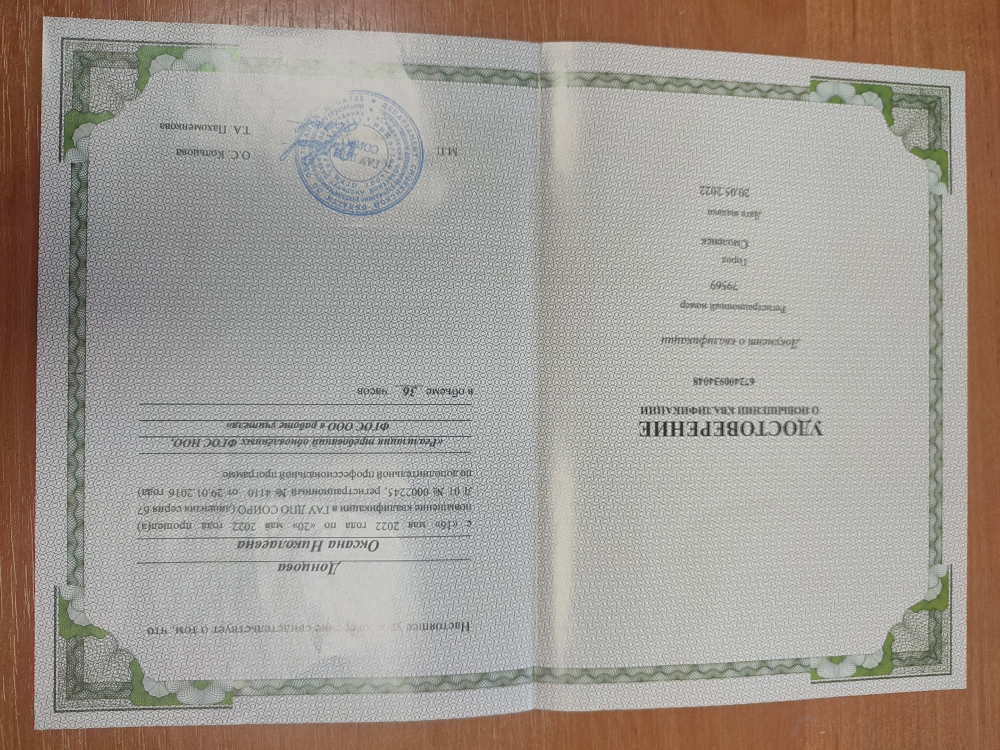 УДОСТОВЕРЕНИЕ
О ПОВЫШЕНИИ КВАЛИФИКАЦИИ
672400934048
Документ о квалификации
Регистрационный номер
79569
Город
Смоленск
Дата выдачи
20.05.2022
Настоящее удостоверение свидетельствует о том, что
Донцова
Оксана Николаевна
с «16» мая 2022 года по «20» мая 2022 года прошел(а)
повышение квалификации в ГАУ ДПО СОИРО (лицензия серия 67
Л 01 № 0002245, регистрационный № 4110 от 29.01.2016 года)
по дополнительной профессиональной программе
«Реализация требований обновлённых ФГОС НОО,
ФГОС ООО в работе учителя»
в объеме 36 часов
М.П.
О.С. Кольцова
Т.А. Пахоменкова